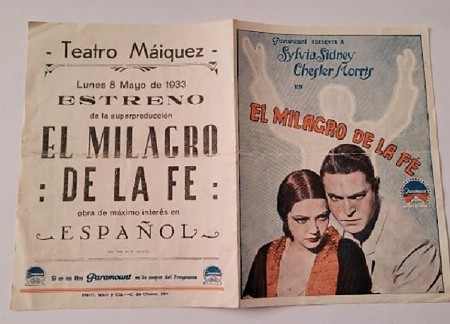 - Teatro Máiquez -
Lunes 8 Mayo de 1933
ESTRENO
de la superproducción
EL MILAGRO
: DE LA FE :
obra de máximo interés en
ESPAÑOL
Si es un film Paramount es lo mejor del Programa
Paramount PRESENTA A
Sylvia Sidney
Chester Morris
EN
EL MILAGRO DE LA FÉ
Paramount